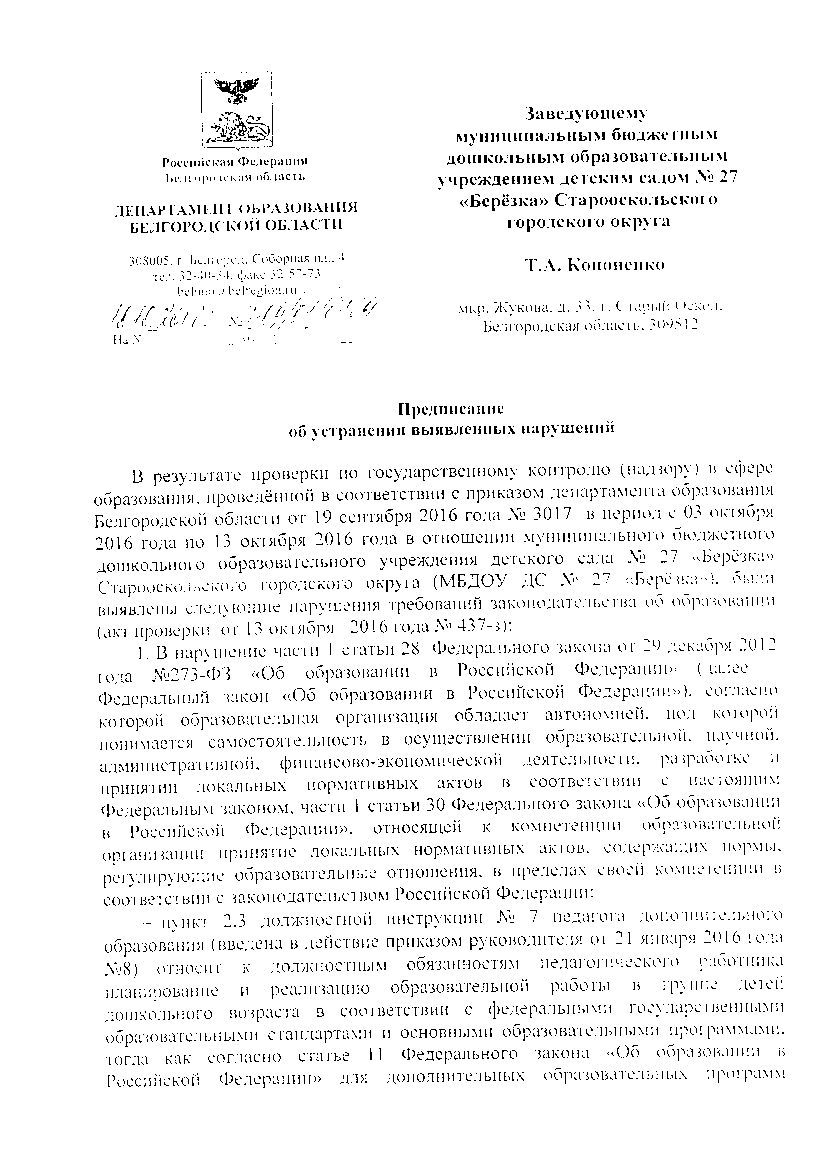 Российская Федерация
Белгородская область
ДЕПАРТАМЕНТ ОБРАЗОВАНИЯ
БЕЛГОРОДСКОЙ ОБЛАСТИ
308005, г. Белгород, Соборная пл., 4
тел. 32-40-34, факс 32-57-73
№
На №
Заведующему
муниципальным бюджетным
дошкольным образовательным
учреждением детским садом № 27
«Берёзка» Старооскольского
городского округа
Т.А. Кононенко
мкр. Жукова, д. 33, г. Старый Оскол,
Белгородская область, 309512
Предписание
об устранении выявленных нарушений
В результате проверки по государственному контролю (надзору) в сфере
образования, проведённой в соответствии с приказом департамента образования
Белгородской области от 19 сентября 2016 года № 3017 в период с 03 октября
2016 года по 13 октября 2016 года в отношении муниципального бюджетного
дошкольного образовательного учреждения детского сада № 27 «Берёзка»
Старооскольского городского округа (МБДОУ ДС № 27 «Берёзка»), были
выявлены следующие нарушения требований законодательства об образовании
(акт проверки от 13 октября 2016 года № 437-з):
1. В нарушение части 1 статьи 28 Федерального закона от 29 декабря 2012
года №273-ФЗ «Об образовании в Российской Федерации» (далее
Федеральный закон «Об образовании в Российской Федерации»), согласно
которой образовательная организация обладает автономией, под которой
понимается самостоятельность в осуществлении образовательной, научной,
административной, финансово-экономической деятельности, разработке и
принятии локальных нормативных актов в соответствии с настоящим
Федеральным законом, части 1 статьи 30 Федерального закона «Об образовании
в Российской Федерации», относящей к компетенции образовательной
организации принятие локальных нормативных актов, содержащих нормы,
регулирующие образовательные отношения, в пределах своей компетенции в
соответствии с законодательством Российской Федерации:
– пункт 2.3 должностной инструкции № 7 педагога дополнительного
образования (введена в действие приказом руководителя от 21 января 2016 года
№8) относит к должностным обязанностям педагогического работника
планирование и реализацию образовательной работы в группе детей
дошкольного возраста в соответствии с федеральными государственными
образовательными стандартами и основными образовательными программами,
тогда как согласно статье 11 Федерального закона «Об образовании в
Российской Федерации» для дополнительных образовательных программ